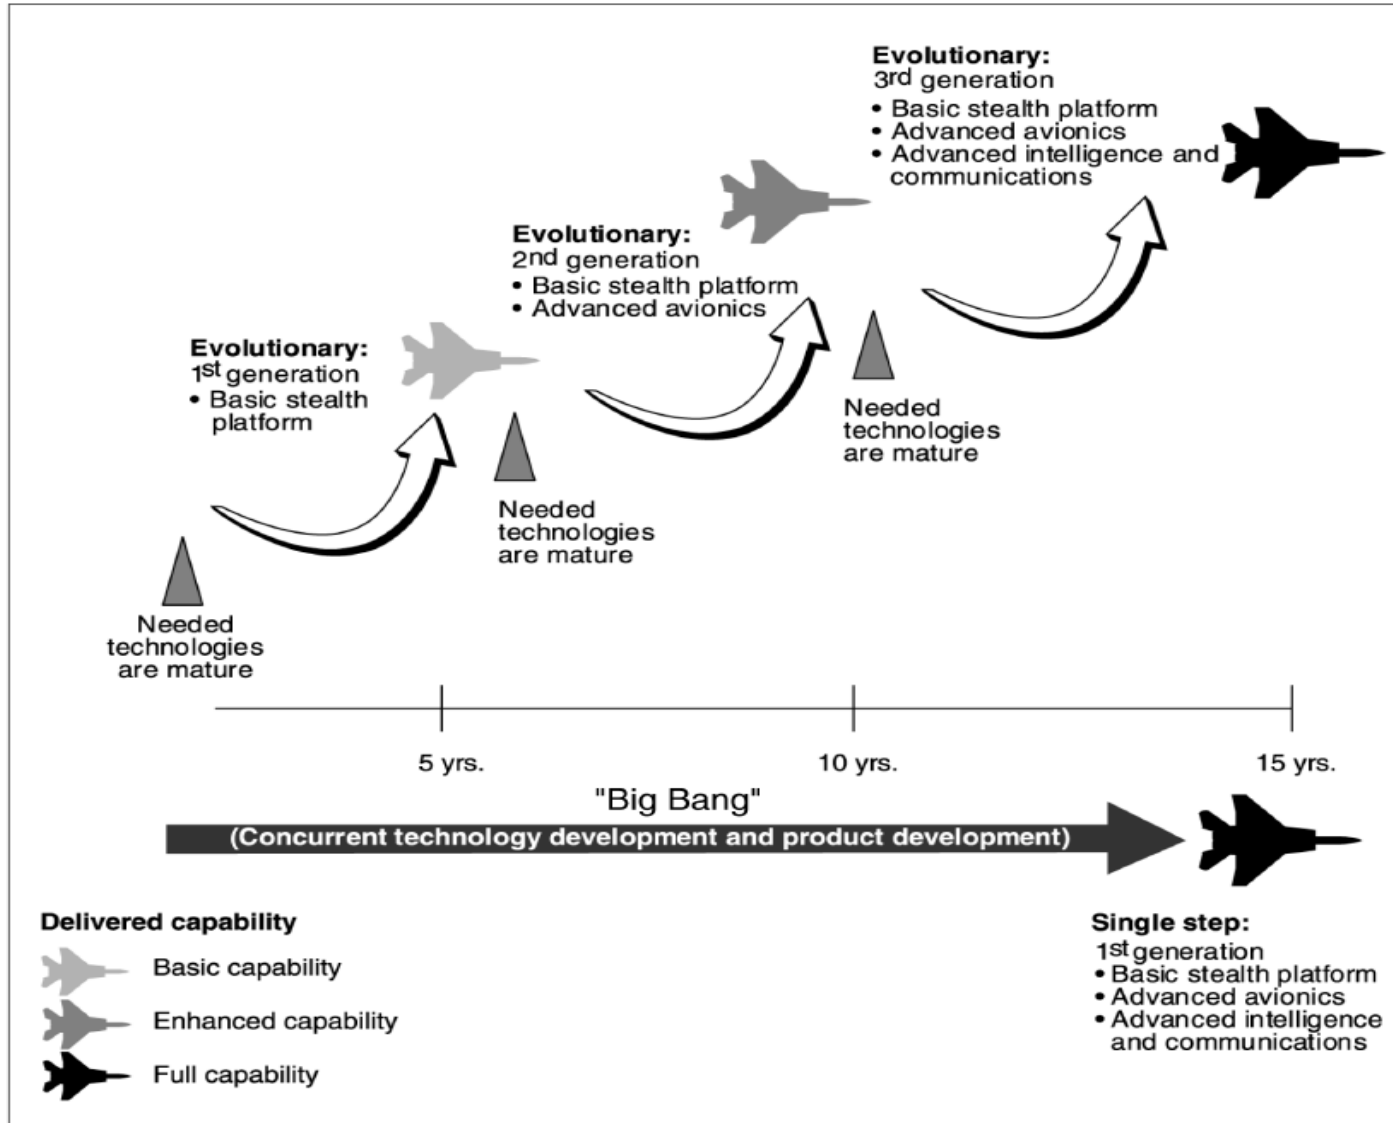 Evolutionary:
3rd generation
• Basic stealth platform
• Advanced avionics
• Advanced intelligence and
communications
Evolutionary:
2nd generation
• Basic stealth platform
• Advanced avionics
Evolutionary:
1st generation
• Basic stealth
platform
Needed
technologies
are mature
Needed
technologies
are mature
Needed
technologies
are mature
5 yrs.
10 yrs.
15 yrs.
"Big Bang"
(Concurrent technology development and product development)
Delivered capability
Basic capability
Enhanced capability
Full capability
Single step:
1st generation
• Basic stealth platform
• Advanced avionics
• Advanced intelligence
and communications